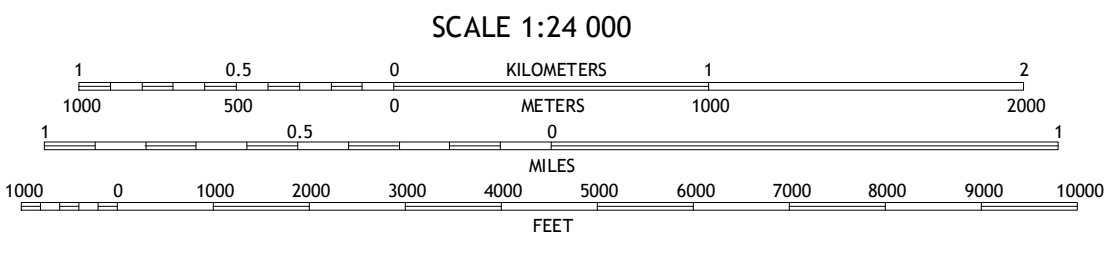 SCALE 1:24 000
1 0.5 0 KILOMETERS 1 2
1000 500 0 METERS 1000 2000
1 0.5 0 1
MILES
1000 0 1000 2000 3000 4000 5000 6000 7000 8000 9000 10000
FEET